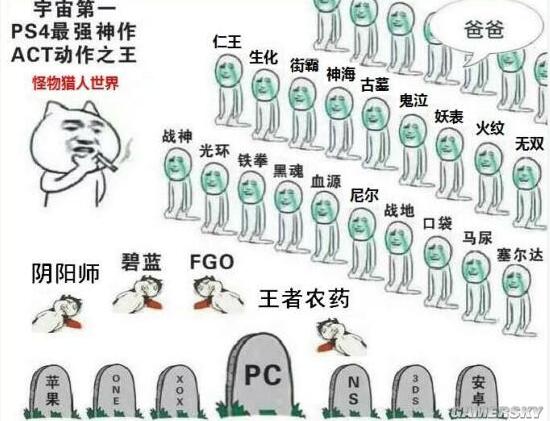 宇宙第一
PS4最强神作
ACT动作之王
怪物猎人世界
爸爸
仁王
生化
街霸
神海
古墓
鬼泣
妖表
火纹
无双
战神
光环
铁拳
黑魂
血源
尼尔
战地
口袋
马尿
塞尔达
阴阳师
碧蓝
FGO
王者农药
苹果
ONE
XOX
PC
NS
3DS
安卓
GAMERSKY